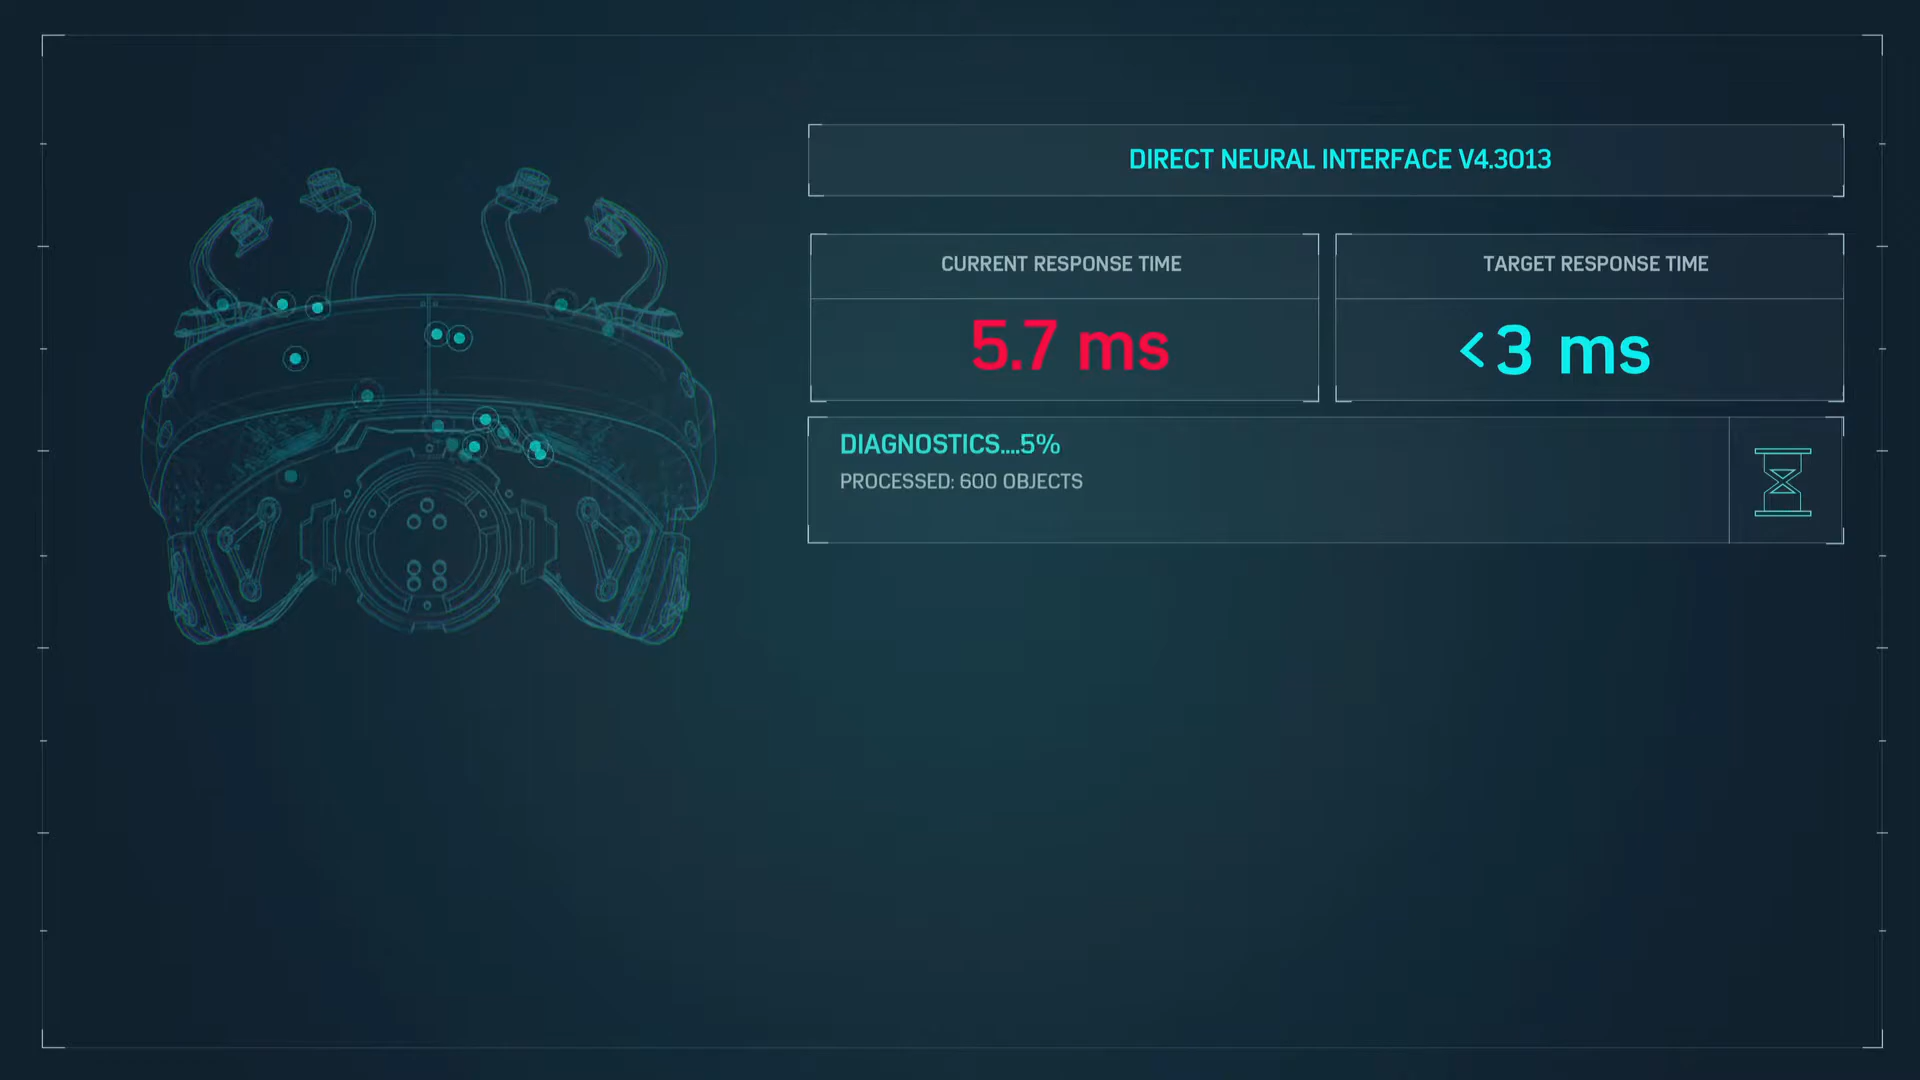 DIRECT NEURAL INTERFACE V4.3013
CURRENT RESPONSE TIME
TARGET RESPONSE TIME
5.7 ms
<3 ms
DIAGNOSTICS....5%
PROCESSED: 600 OBJECTS